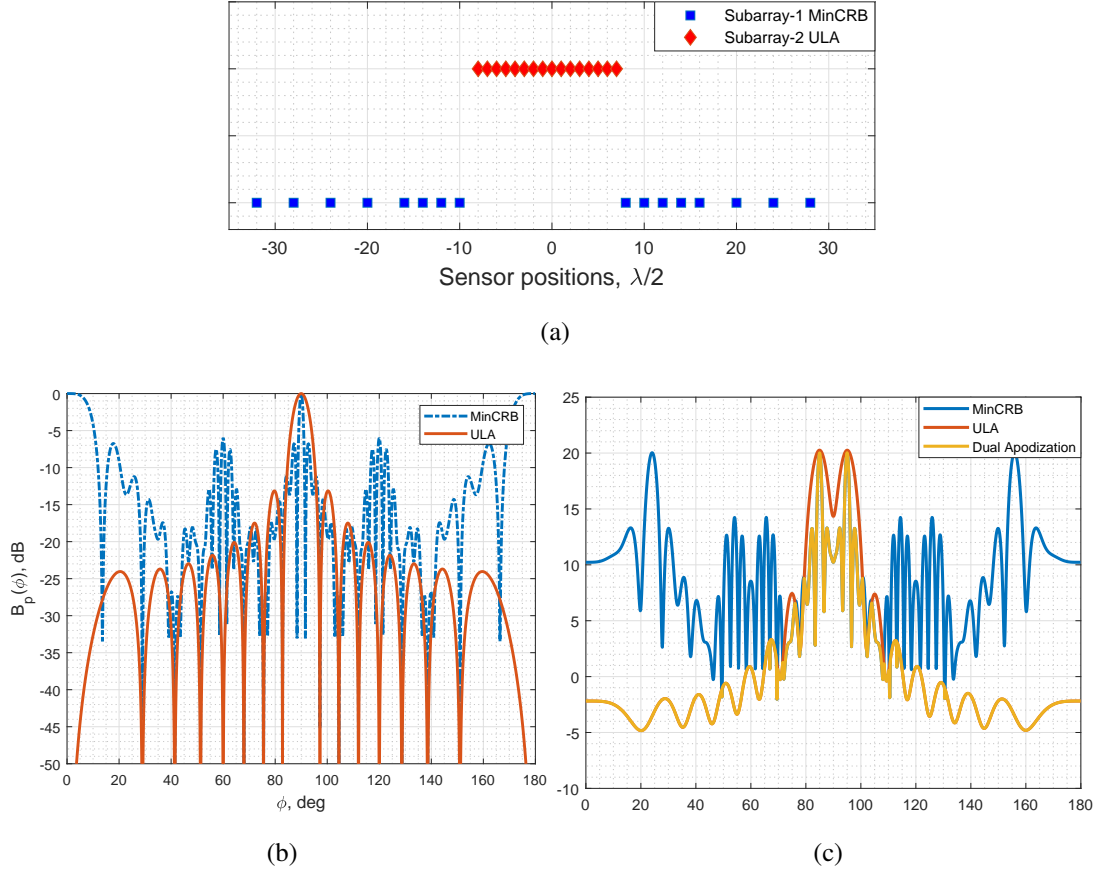 Subarray-1 MinCRB
Subarray-2 ULA
-30 -20 -10 0 10 20 30
Sensor positions, λ/2
(a)
0
-5
-10
-15
-20
-25
-30
-35
-40
-45
-50
B_p(ϕ), dB
MinCRB
ULA
0 20 40 60 80 100 120 140 160 180
ϕ, deg
(b)
25
20
15
10
5
0
-5
-10
MinCRB
ULA
Dual Apodization
0 20 40 60 80 100 120 140 160 180
(c)